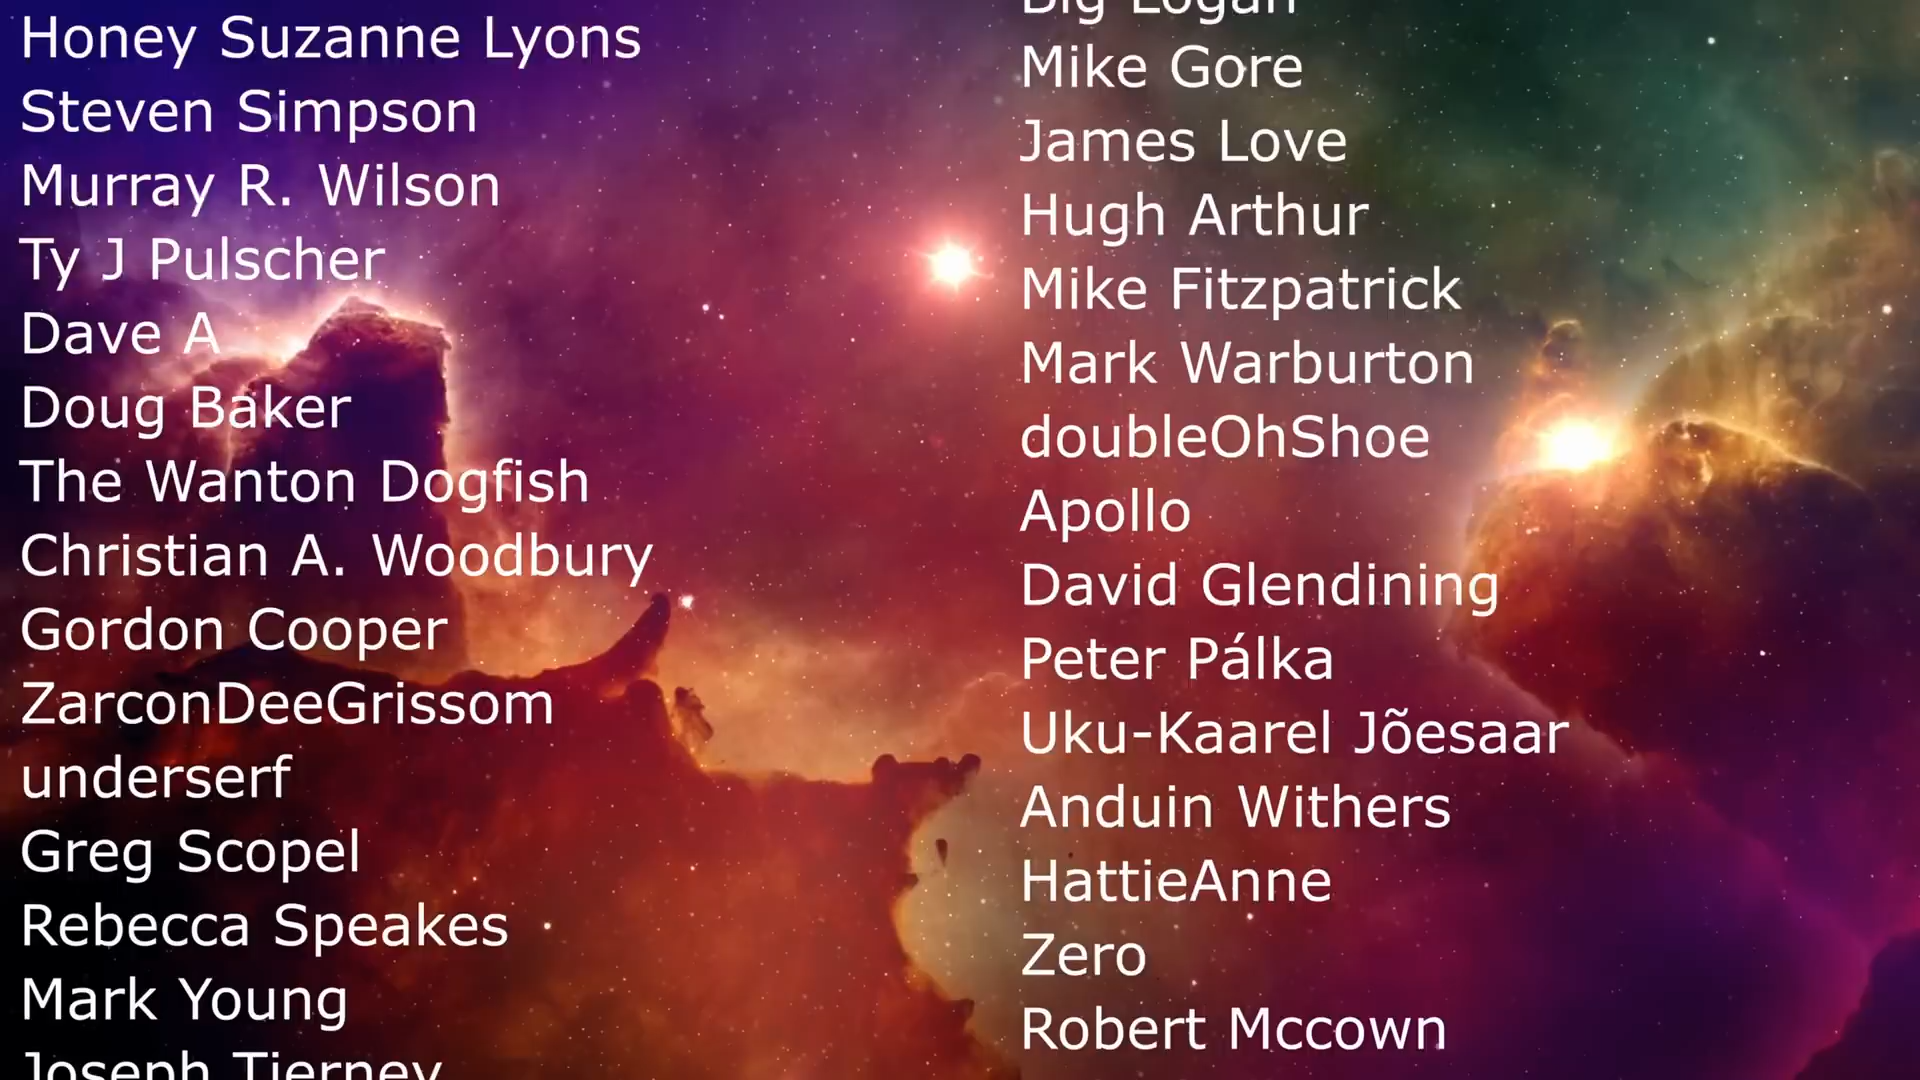 Honey Suzanne Lyons
Steven Simpson
Murray R. Wilson
Ty J Pulscher
Dave A
Doug Baker
The Wanton Dogfish
Christian A. Woodbury
Gordon Cooper
ZarconDeeGrissom
underserf
Greg Scopel
Rebecca Speakes
Mark Young
Joseph Tierney
Big Logan
Mike Gore
James Love
Hugh Arthur
Mike Fitzpatrick
Mark Warburton
doubleOhShoe
Apollo
David Glendining
Peter Pálka
Uku-Kaarel Jõesaar
Anduin Withers
HattieAnne
Zero
Robert Mccown